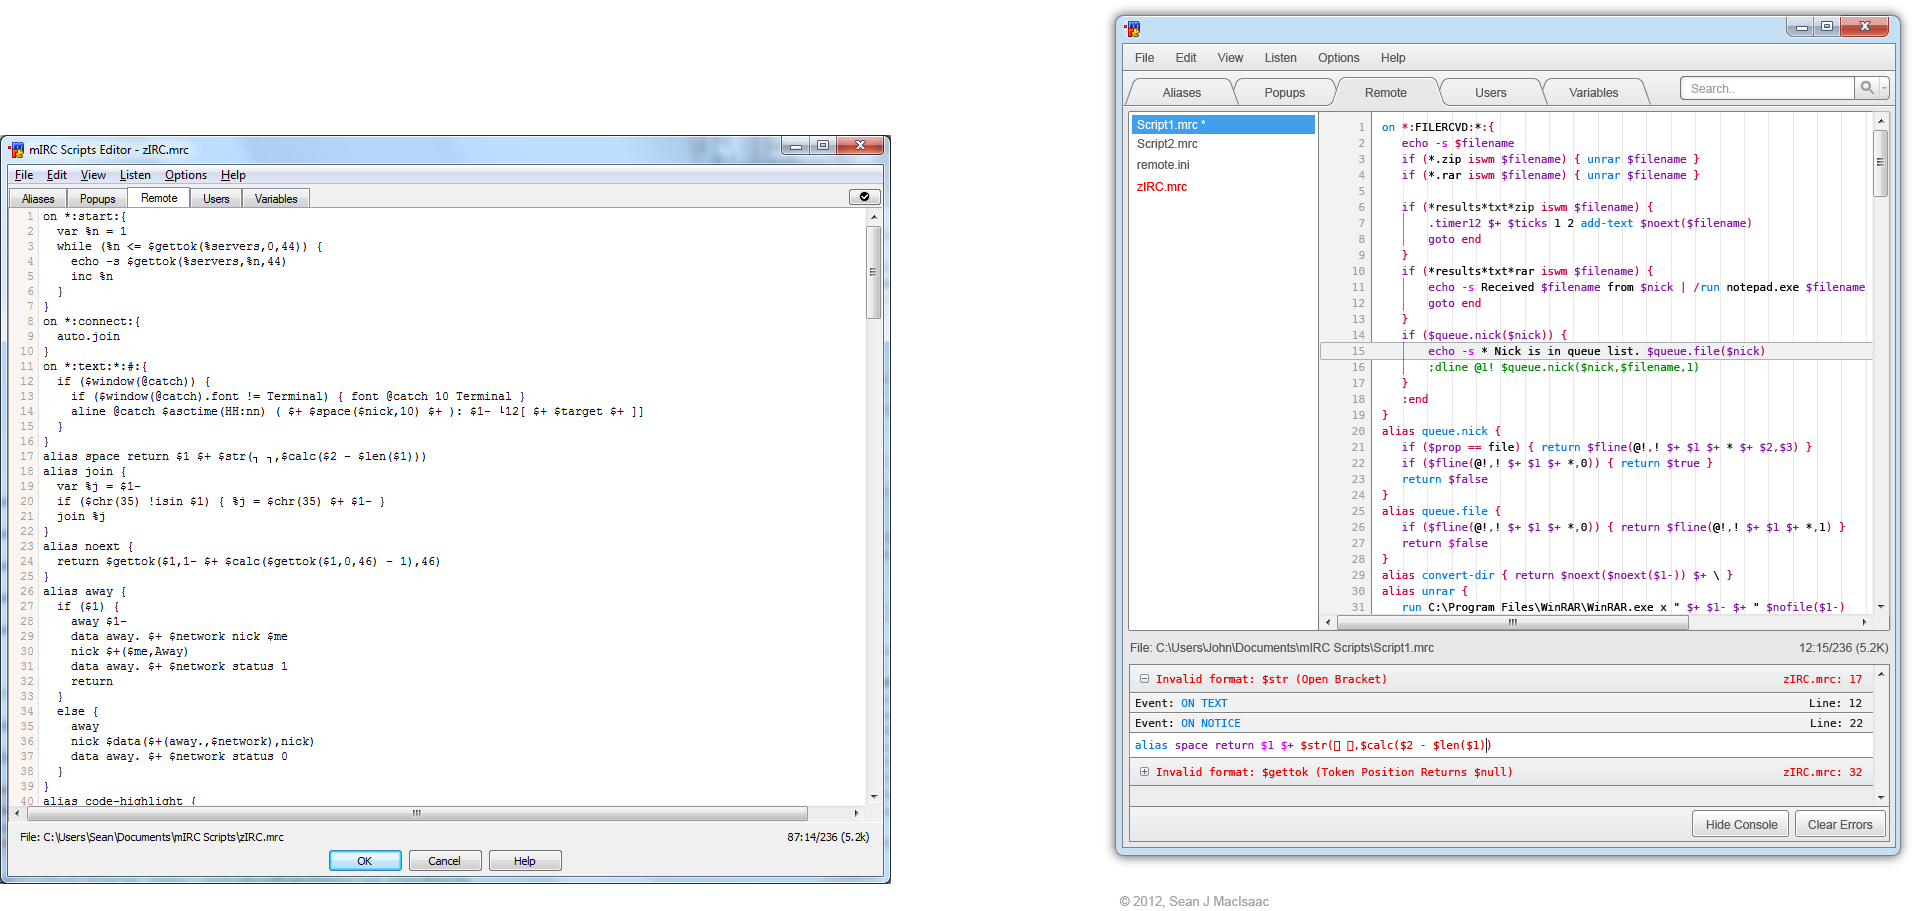 mIRC Scripts Editor - zIRC.mrc
File Edit View Listen Options Help
Aliases Popups Remote Users Variables
1 on *:start:{
2 var %n = 1
3 while (%n <= $gettok(%servers,0,44)) {
4 echo -s $gettok(%servers,%n,44)
5 inc %n
6 }
7 }
8 on *:connect:{
9 auto.join
10 }
11 on *:text:*:#:{
12 if ($window(@catch)) {
13 if ($window(@catch).font != Terminal) { font @catch 10 Terminal }
14 aline @catch $asctime(HH:nn) ( $+ $space($nick,10) $+ ): $1- └12[ $+ $target $+ ]]
15 }
16 }
17 alias space return $1 $+ $str(┐ ┐,$calc($2 - $len($1)))
18 alias join {
19 var %j = $1-
20 if ($chr(35) !isin $1) { %j = $chr(35) $+ $1- }
21 join %j
22 }
23 alias noext {
24 return $gettok($1,1- $+ $calc($gettok($1,0,46) - 1),46)
25 }
26 alias away {
27 if ($1) {
28 away $1-
29 data away. $+ $network nick $me
30 nick $+($me,Away)
31 data away. $+ $network status 1
32 return
33 }
34 else {
35 away
36 nick $data($+(away.,$network),nick)
37 data away. $+ $network status 0
38 }
39 }
40 alias code-highlight {
File: C:\Users\Sean\Documents\mIRC Scripts\zIRC.mrc 87:14/236 (5.2k)
OK Cancel Help
File Edit View Listen Options Help
Aliases Popups Remote Users Variables Search..
Script1.mrc *
Script2.mrc
remote.ini
zIRC.mrc
1 on *:FILERCVD:*:{
2 echo -s $filename
3 if (*.zip iswm $filename) { unrar $filename }
4 if (*.rar iswm $filename) { unrar $filename }
5
6 if (*results*txt*zip iswm $filename) {
7 .timer12 $+ $ticks 1 2 add-text $noext($filename)
8 goto end
9 }
10 if (*results*txt*rar iswm $filename) {
11 echo -s Received $filename from $nick | /run notepad.exe $filename
12 goto end
13 }
14 if ($queue.nick($nick)) {
15 echo -s * Nick is in queue list. $queue.file($nick)
16 ;dline @1! $queue.nick($nick,$filename,1)
17 }
18 :end
19 }
20 alias queue.nick {
21 if ($prop == file) { return $fline(@!,! $+ $1 $+ * $+ $2,$3) }
22 if ($fline(@!,! $+ $1 $+ *,0)) { return $true }
23 return $false
24 }
25 alias queue.file {
26 if ($fline(@!,! $+ $1 $+ *,0)) { return $fline(@!,! $+ $1 $+ *,1) }
27 return $false
28 }
29 alias convert-dir { return $noext($noext($1-)) $+ \ }
30 alias unrar {
31 run C:\Program Files\WinRAR\WinRAR.exe x " $+ $1- $+ " $nofile($1-)
File: C:\Users\John\Documents\mIRC Scripts\Script1.mrc 12:15/236 (5.2K)
Invalid format: $str (Open Bracket) zIRC.mrc: 17
Event: ON TEXT Line: 12
Event: ON NOTICE Line: 22
alias space return $1 $+ $str(▯ ▯,$calc($2 - $len($1))
Invalid format: $gettok (Token Position Returns $null) zIRC.mrc: 32
Hide Console Clear Errors
© 2012, Sean J MacIsaac